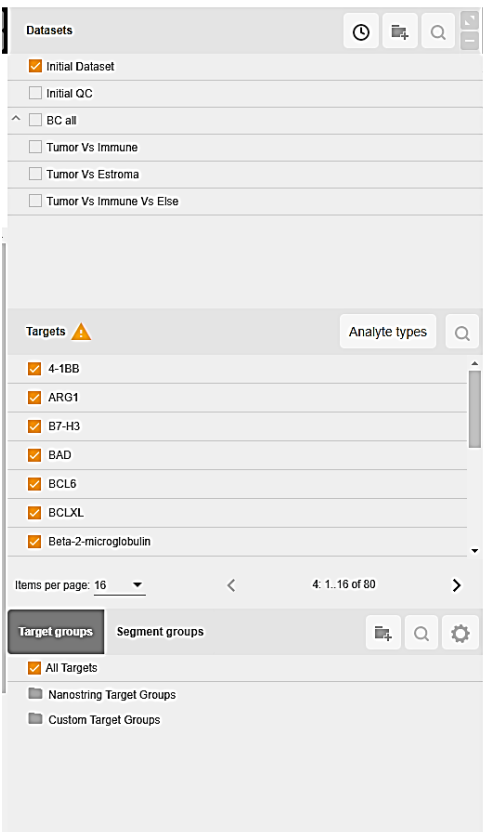 Datasets
Initial Dataset
Initial QC
BC all
Tumor Vs Immune
Tumor Vs Estroma
Tumor Vs Immune Vs Else
Targets
Analyte types
4-1BB
ARG1
B7-H3
BAD
BCL6
BCLXL
Beta-2-microglobulin
Items per page: 16 4: 1..16 of 80
Target groups Segment groups
All Targets
Nanostring Target Groups
Custom Target Groups